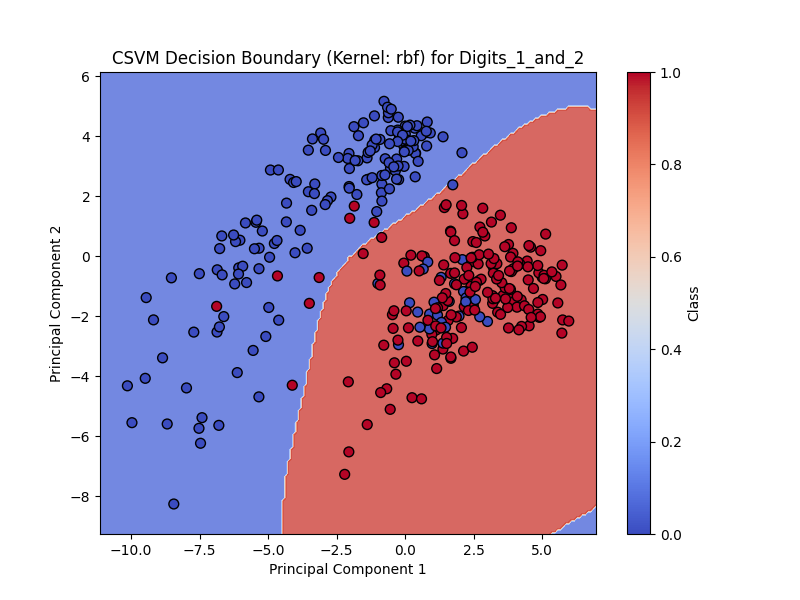 CSVM Decision Boundary (Kernel: rbf) for Digits_1_and_2
6
4
2
0
−2
−4
−6
−8
Principal Component 2
−10.0 −7.5 −5.0 −2.5 0.0 2.5 5.0
Principal Component 1
1.0
0.8
0.6
0.4
0.2
0.0
Class